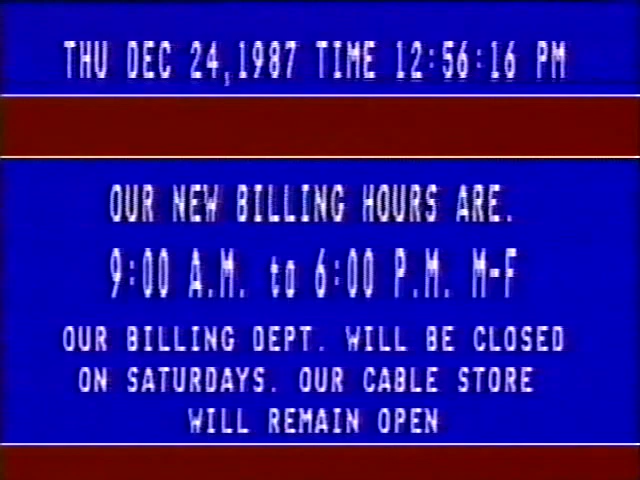 THU DEC 24,1987 TIME 12:56:16 PM
OUR NEW BILLING HOURS ARE.
9:00 A.M. to 6:00 P.M. M-F
OUR BILLING DEPT. WILL BE CLOSED
ON SATURDAYS. OUR CABLE STORE
WILL REMAIN OPEN